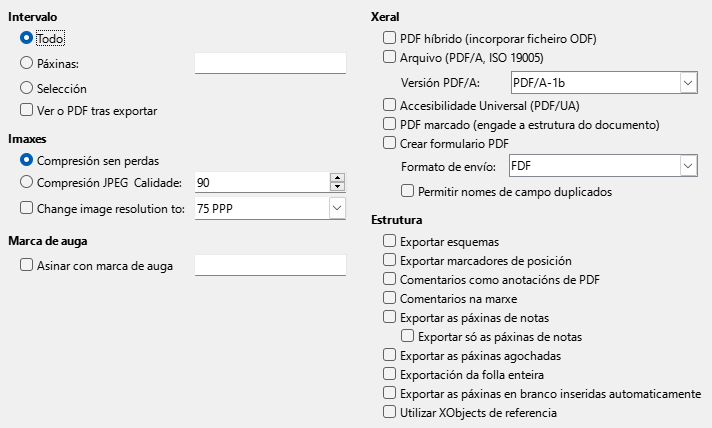 Intervalo
Todo
Páxinas:
Selección
Ver o PDF tras exportar
Imaxes
Compresión sen perdas
Compresión JPEG Calidade: 90
Change image resolution to: 75 PPP
Marca de auga
Asinar con marca de auga
Xeral
PDF híbrido (incorporar ficheiro ODF)
Arquivo (PDF/A, ISO 19005)
Versión PDF/A: PDF/A-1b
Accesibilidade Universal (PDF/UA)
PDF marcado (engade a estrutura do documento)
Crear formulario PDF
Formato de envío: FDF
Permitir nomes de campo duplicados
Estrutura
Exportar esquemas
Exportar marcadores de posición
Comentarios como anotacións de PDF
Comentarios na marxe
Exportar as páxinas de notas
Exportar só as páxinas de notas
Exportar as páxinas agochadas
Exportación da folla enteira
Exportar as páxinas en branco inseridas automaticamente
Utilizar XObjects de referencia